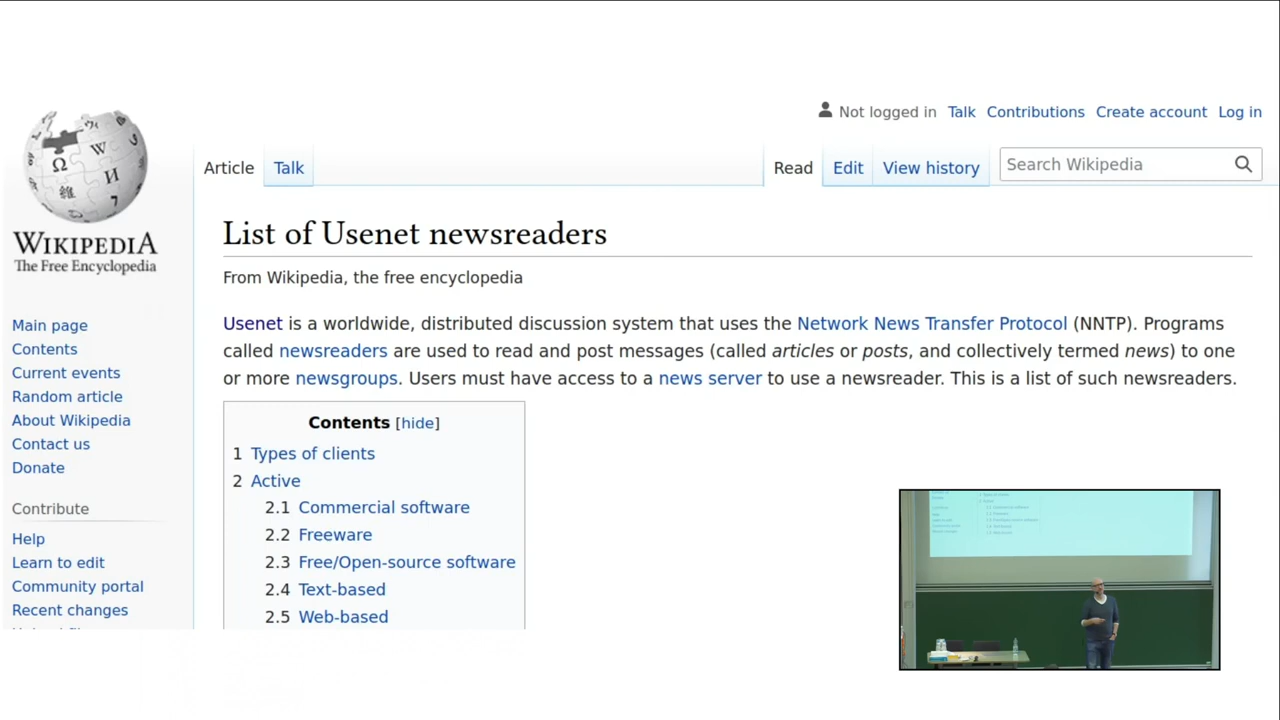 Not logged in Talk Contributions Create account Log in
Article Talk Read Edit View history Search Wikipedia
WIKIPEDIA
The Free Encyclopedia
List of Usenet newsreaders
From Wikipedia, the free encyclopedia
Usenet is a worldwide, distributed discussion system that uses the Network News Transfer Protocol (NNTP). Programs
called newsreaders are used to read and post messages (called articles or posts, and collectively termed news) to one
or more newsgroups. Users must have access to a news server to use a newsreader. This is a list of such newsreaders.
Contents [hide]
1 Types of clients
2 Active
2.1 Commercial software
2.2 Freeware
2.3 Free/Open-source software
2.4 Text-based
2.5 Web-based
Main page
Contents
Current events
Random article
About Wikipedia
Contact us
Donate
Contribute
Help
Learn to edit
Community portal
Recent changes